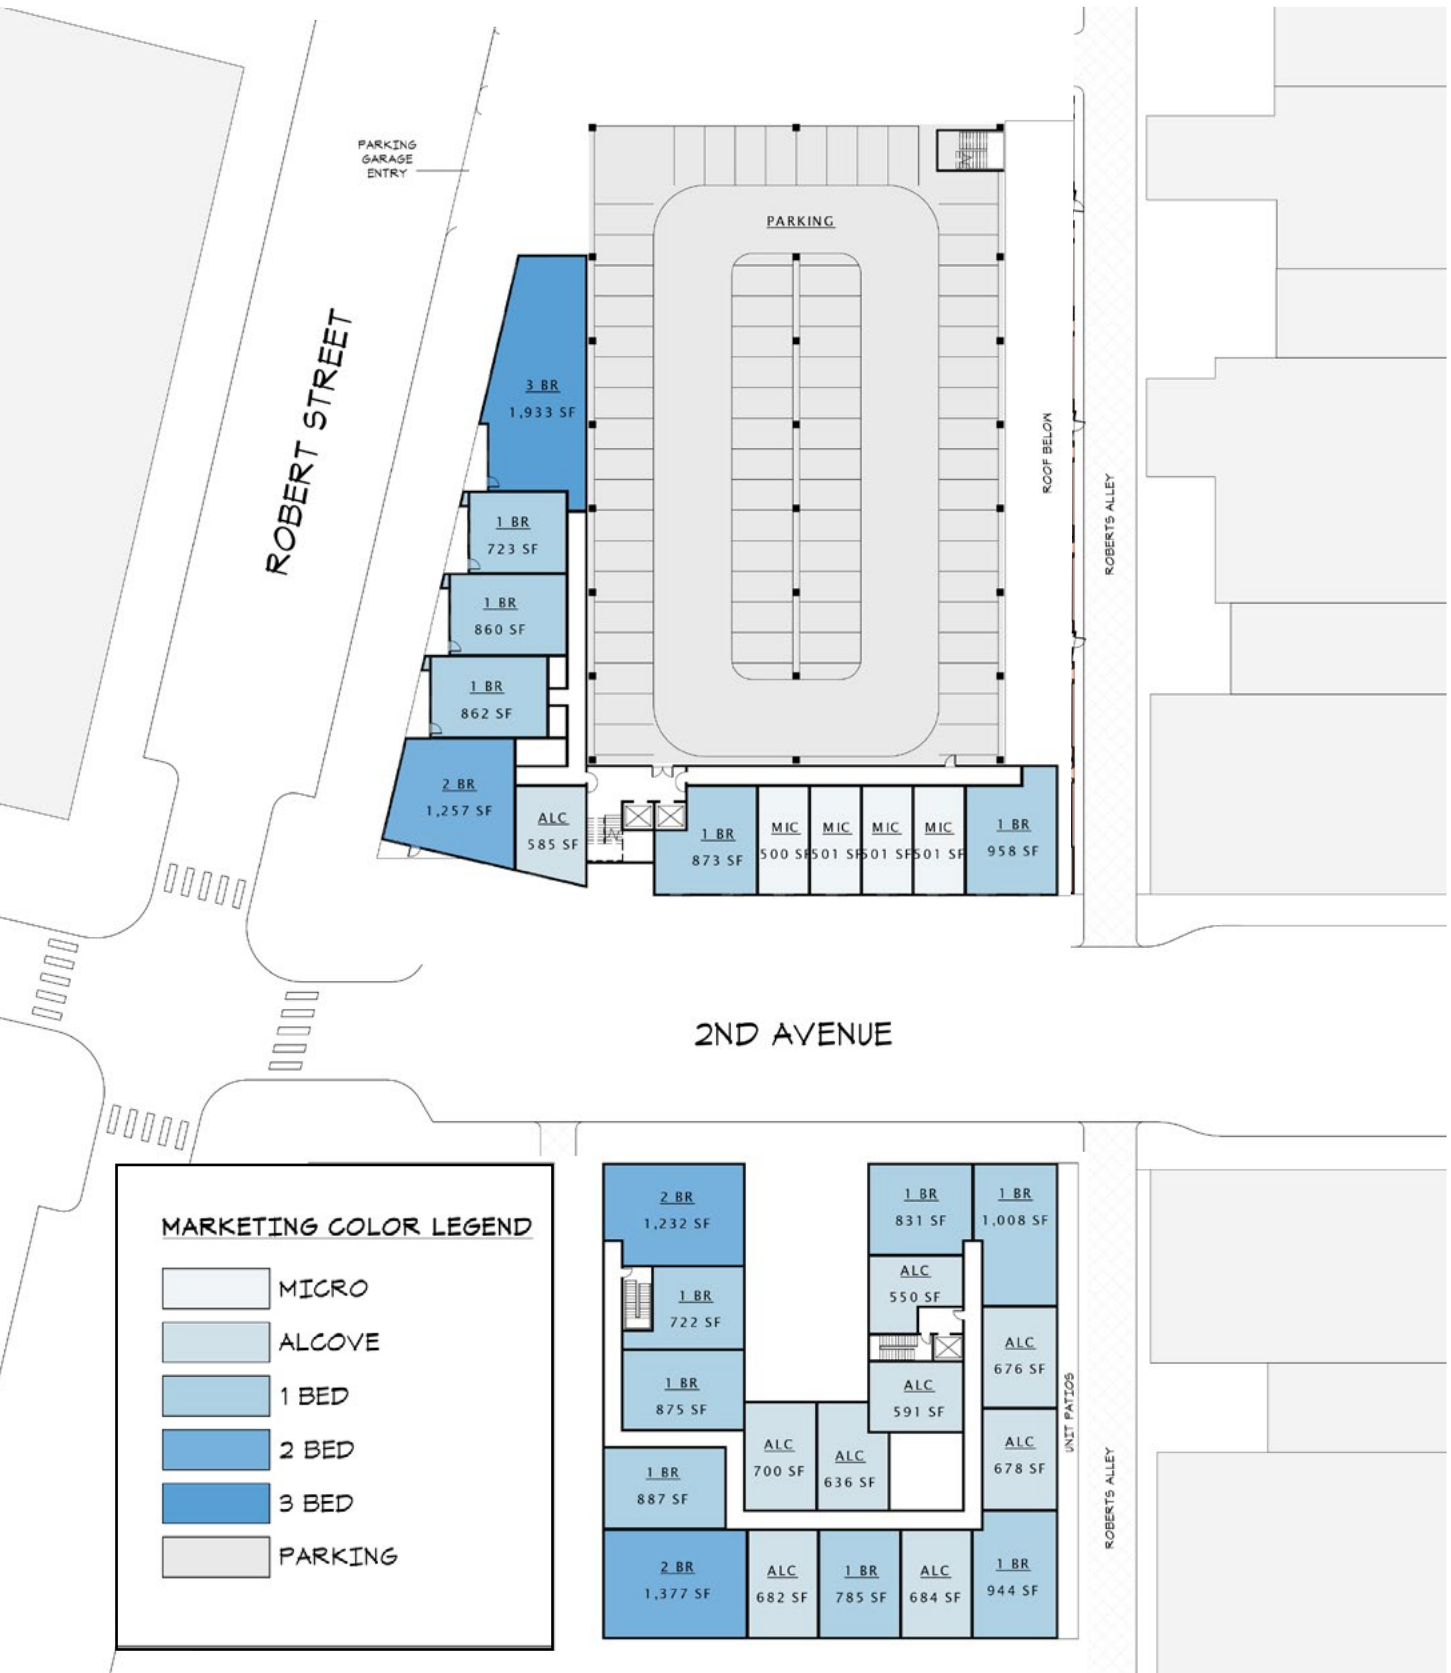 PARKING
GARAGE
ENTRY
PARKING
ROBERT STREET
3 BR
1,933 SF
ROOF BELOW
ROBERTS ALLEY
1 BR
723 SF
1 BR
860 SF
1 BR
862 SF
2 BR
1,257 SF
ALC
585 SF
1 BR
873 SF
MIC
500 SF
MIC
501 SF
MIC
501 SF
MIC
501 SF
1 BR
958 SF
2ND AVENUE
MARKETING COLOR LEGEND
MICRO
ALCOVE
1 BED
2 BED
3 BED
PARKING
2 BR
1,232 SF
1 BR
831 SF
1 BR
1,008 SF
1 BR
722 SF
ALC
550 SF
ALC
676 SF
1 BR
875 SF
ALC
591 SF
UNIT PATIOS
ALC
700 SF
ALC
636 SF
ALC
678 SF
1 BR
887 SF
ROBERTS ALLEY
2 BR
1,377 SF
ALC
682 SF
1 BR
785 SF
ALC
684 SF
1 BR
944 SF